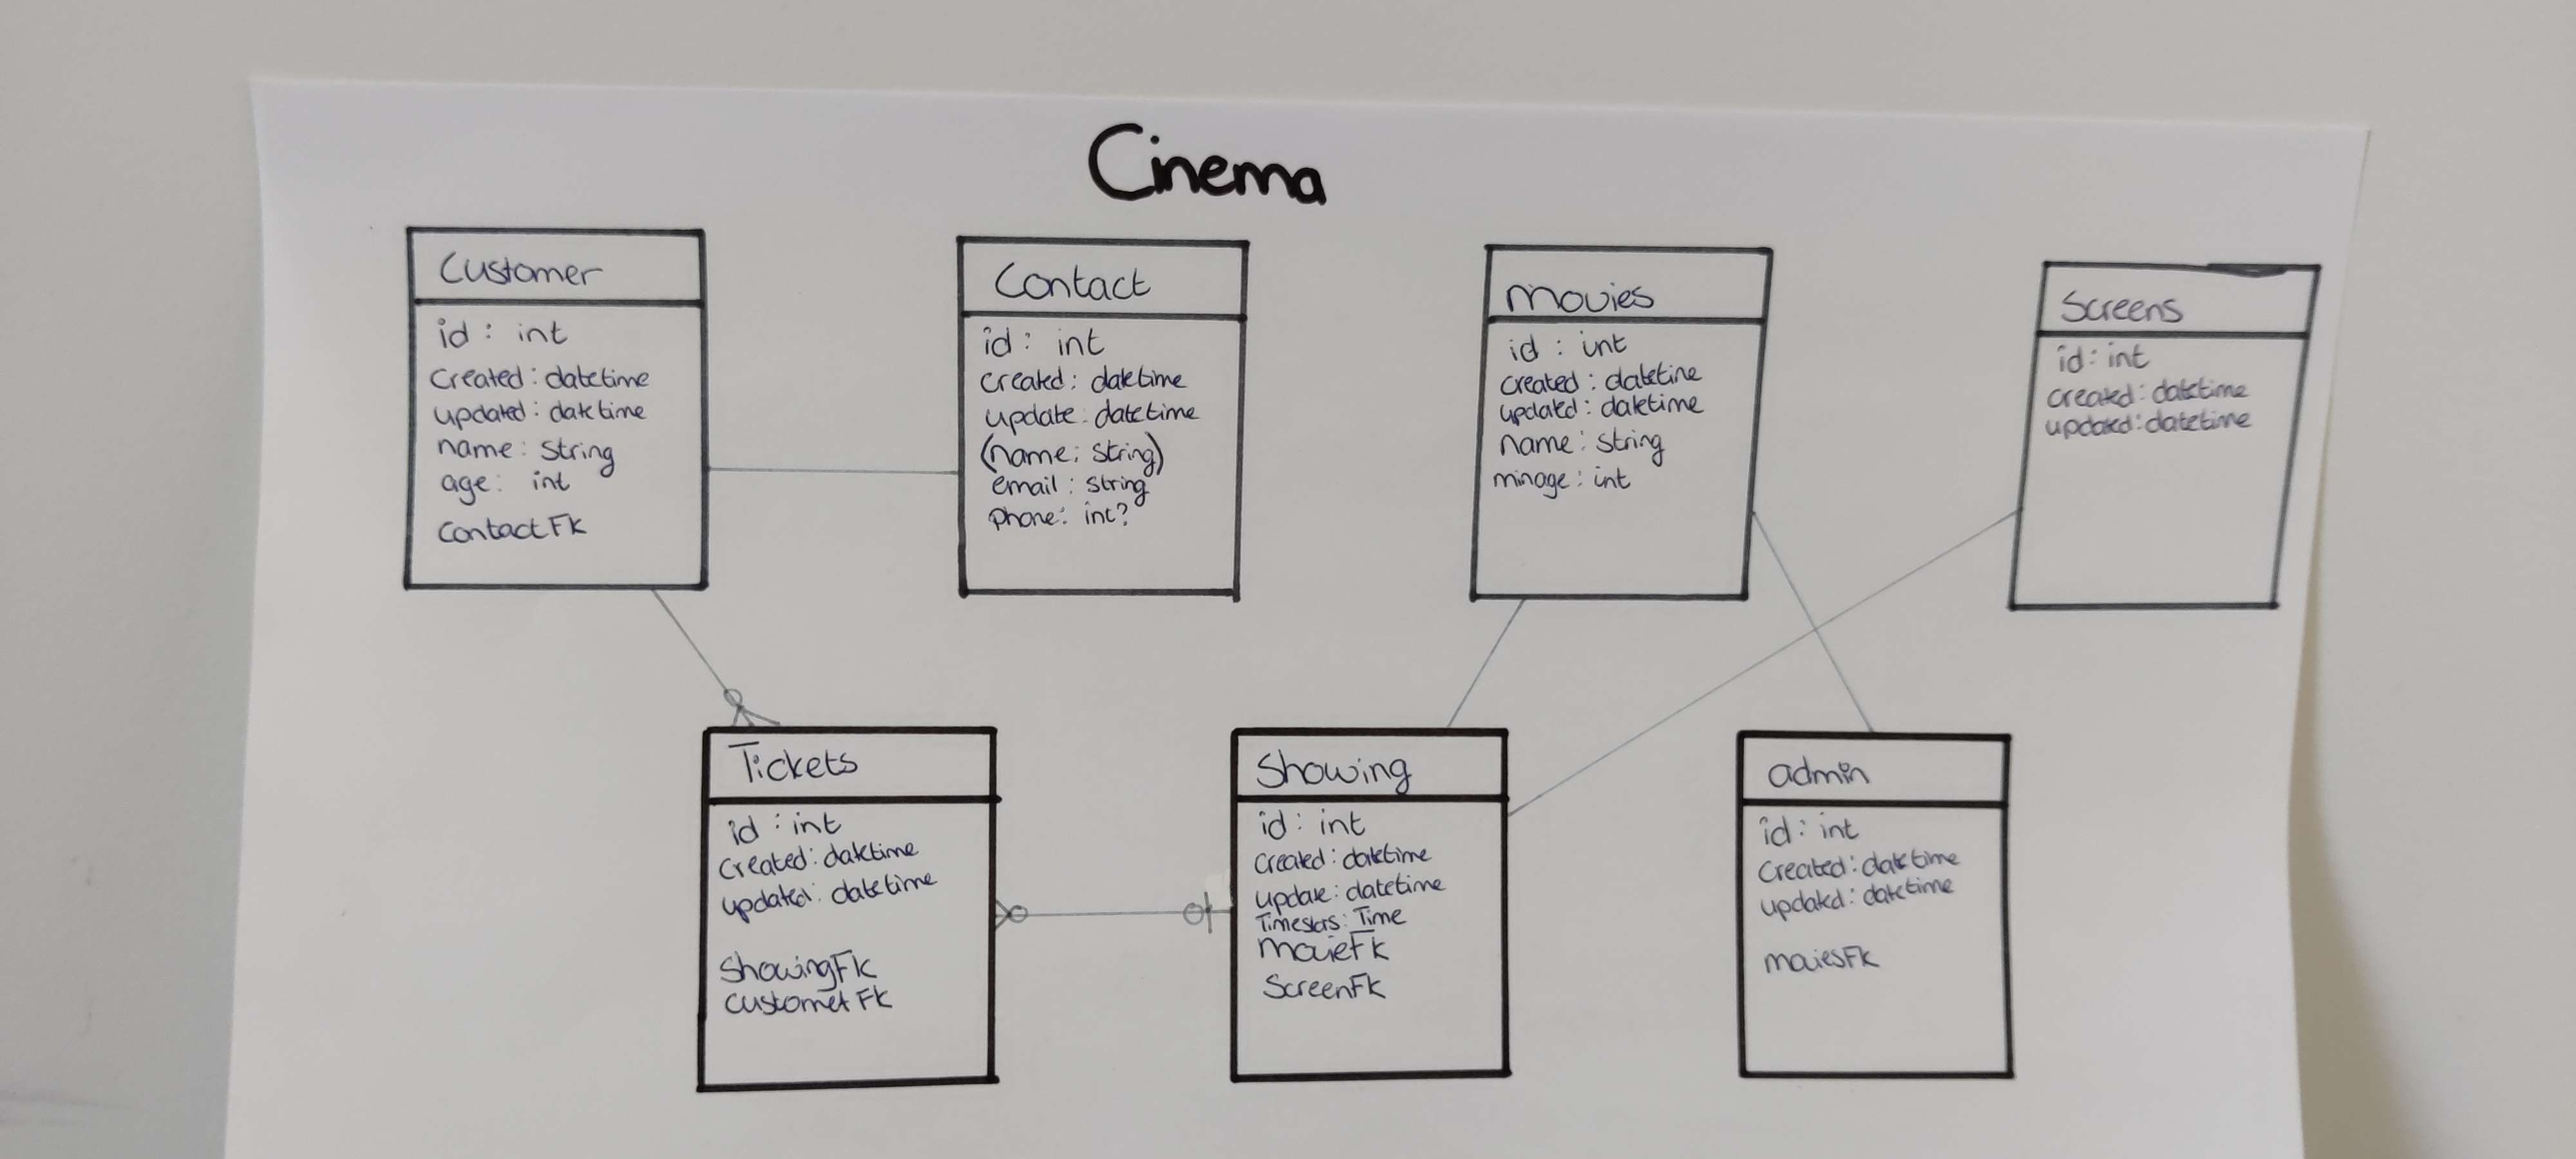 Cinema
Customer
id : int
Created : datetime
updated : datetime
name : String
age : int
ContactFK
Contact
id : int
created : datetime
update : datetime
(name : string)
email : string
phone : int?
movies
id : int
created : datetime
updated : datetime
name : string
minage : int
Screens
id : int
created : datetime
updated : datetime
Tickets
id : int
Created : datetime
updated : datetime
ShowingFK
CustomerFK
Showing
id : int
Created : datetime
update : datetime
Time
movieFK
ScreenFK
admin
id : int
Created : datetime
updated : datetime
moviesFK